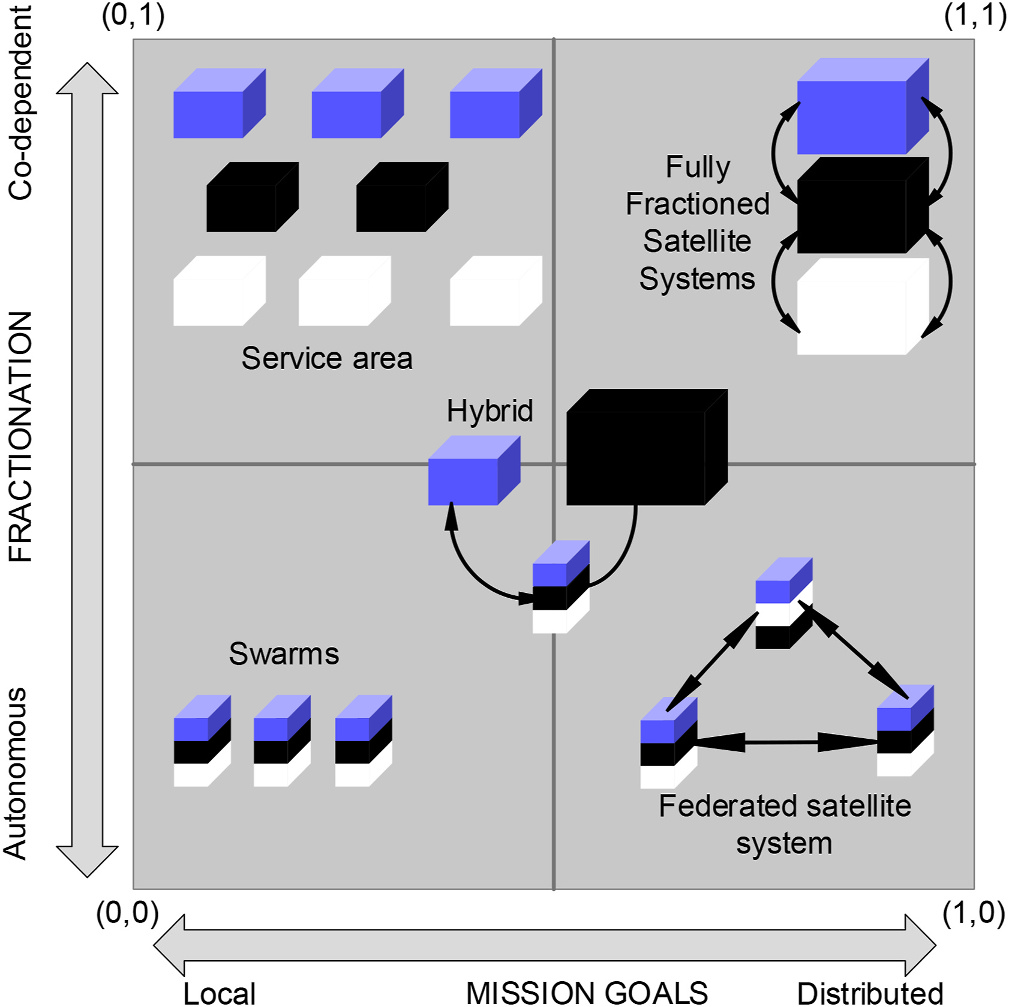 (0,1)
(1,1)
Co-dependent
FRACTIONATION
Autonomous
Fully
Fractioned
Satellite
Systems
Service area
Hybrid
Swarms
Federated satellite
system
(0,0)
(1,0)
Local
MISSION GOALS
Distributed